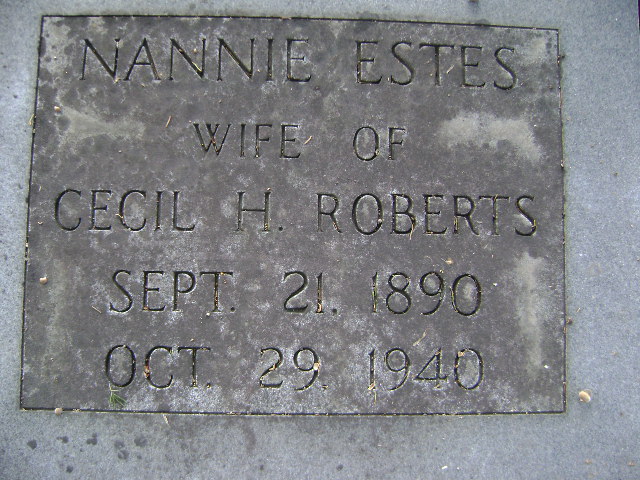 NANNIE ESTES
WIFE OF
CECIL H. ROBERTS
SEPT. 21. 1890
OCT. 29. 1940